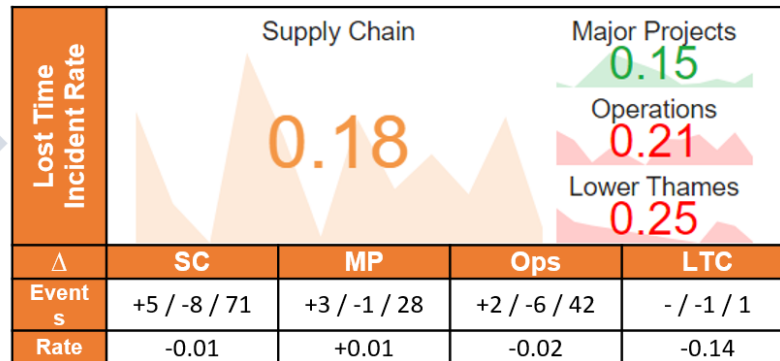 Lost Time
Incident Rate
Supply Chain
0.18
Major Projects
0.15
Operations
0.21
Lower Thames
0.25
Δ SC MP Ops LTC
Event
s
+5 / -8 / 71 +3 / -1 / 28 +2 / -6 / 42 - / -1 / 1
Rate -0.01 +0.01 -0.02 -0.14